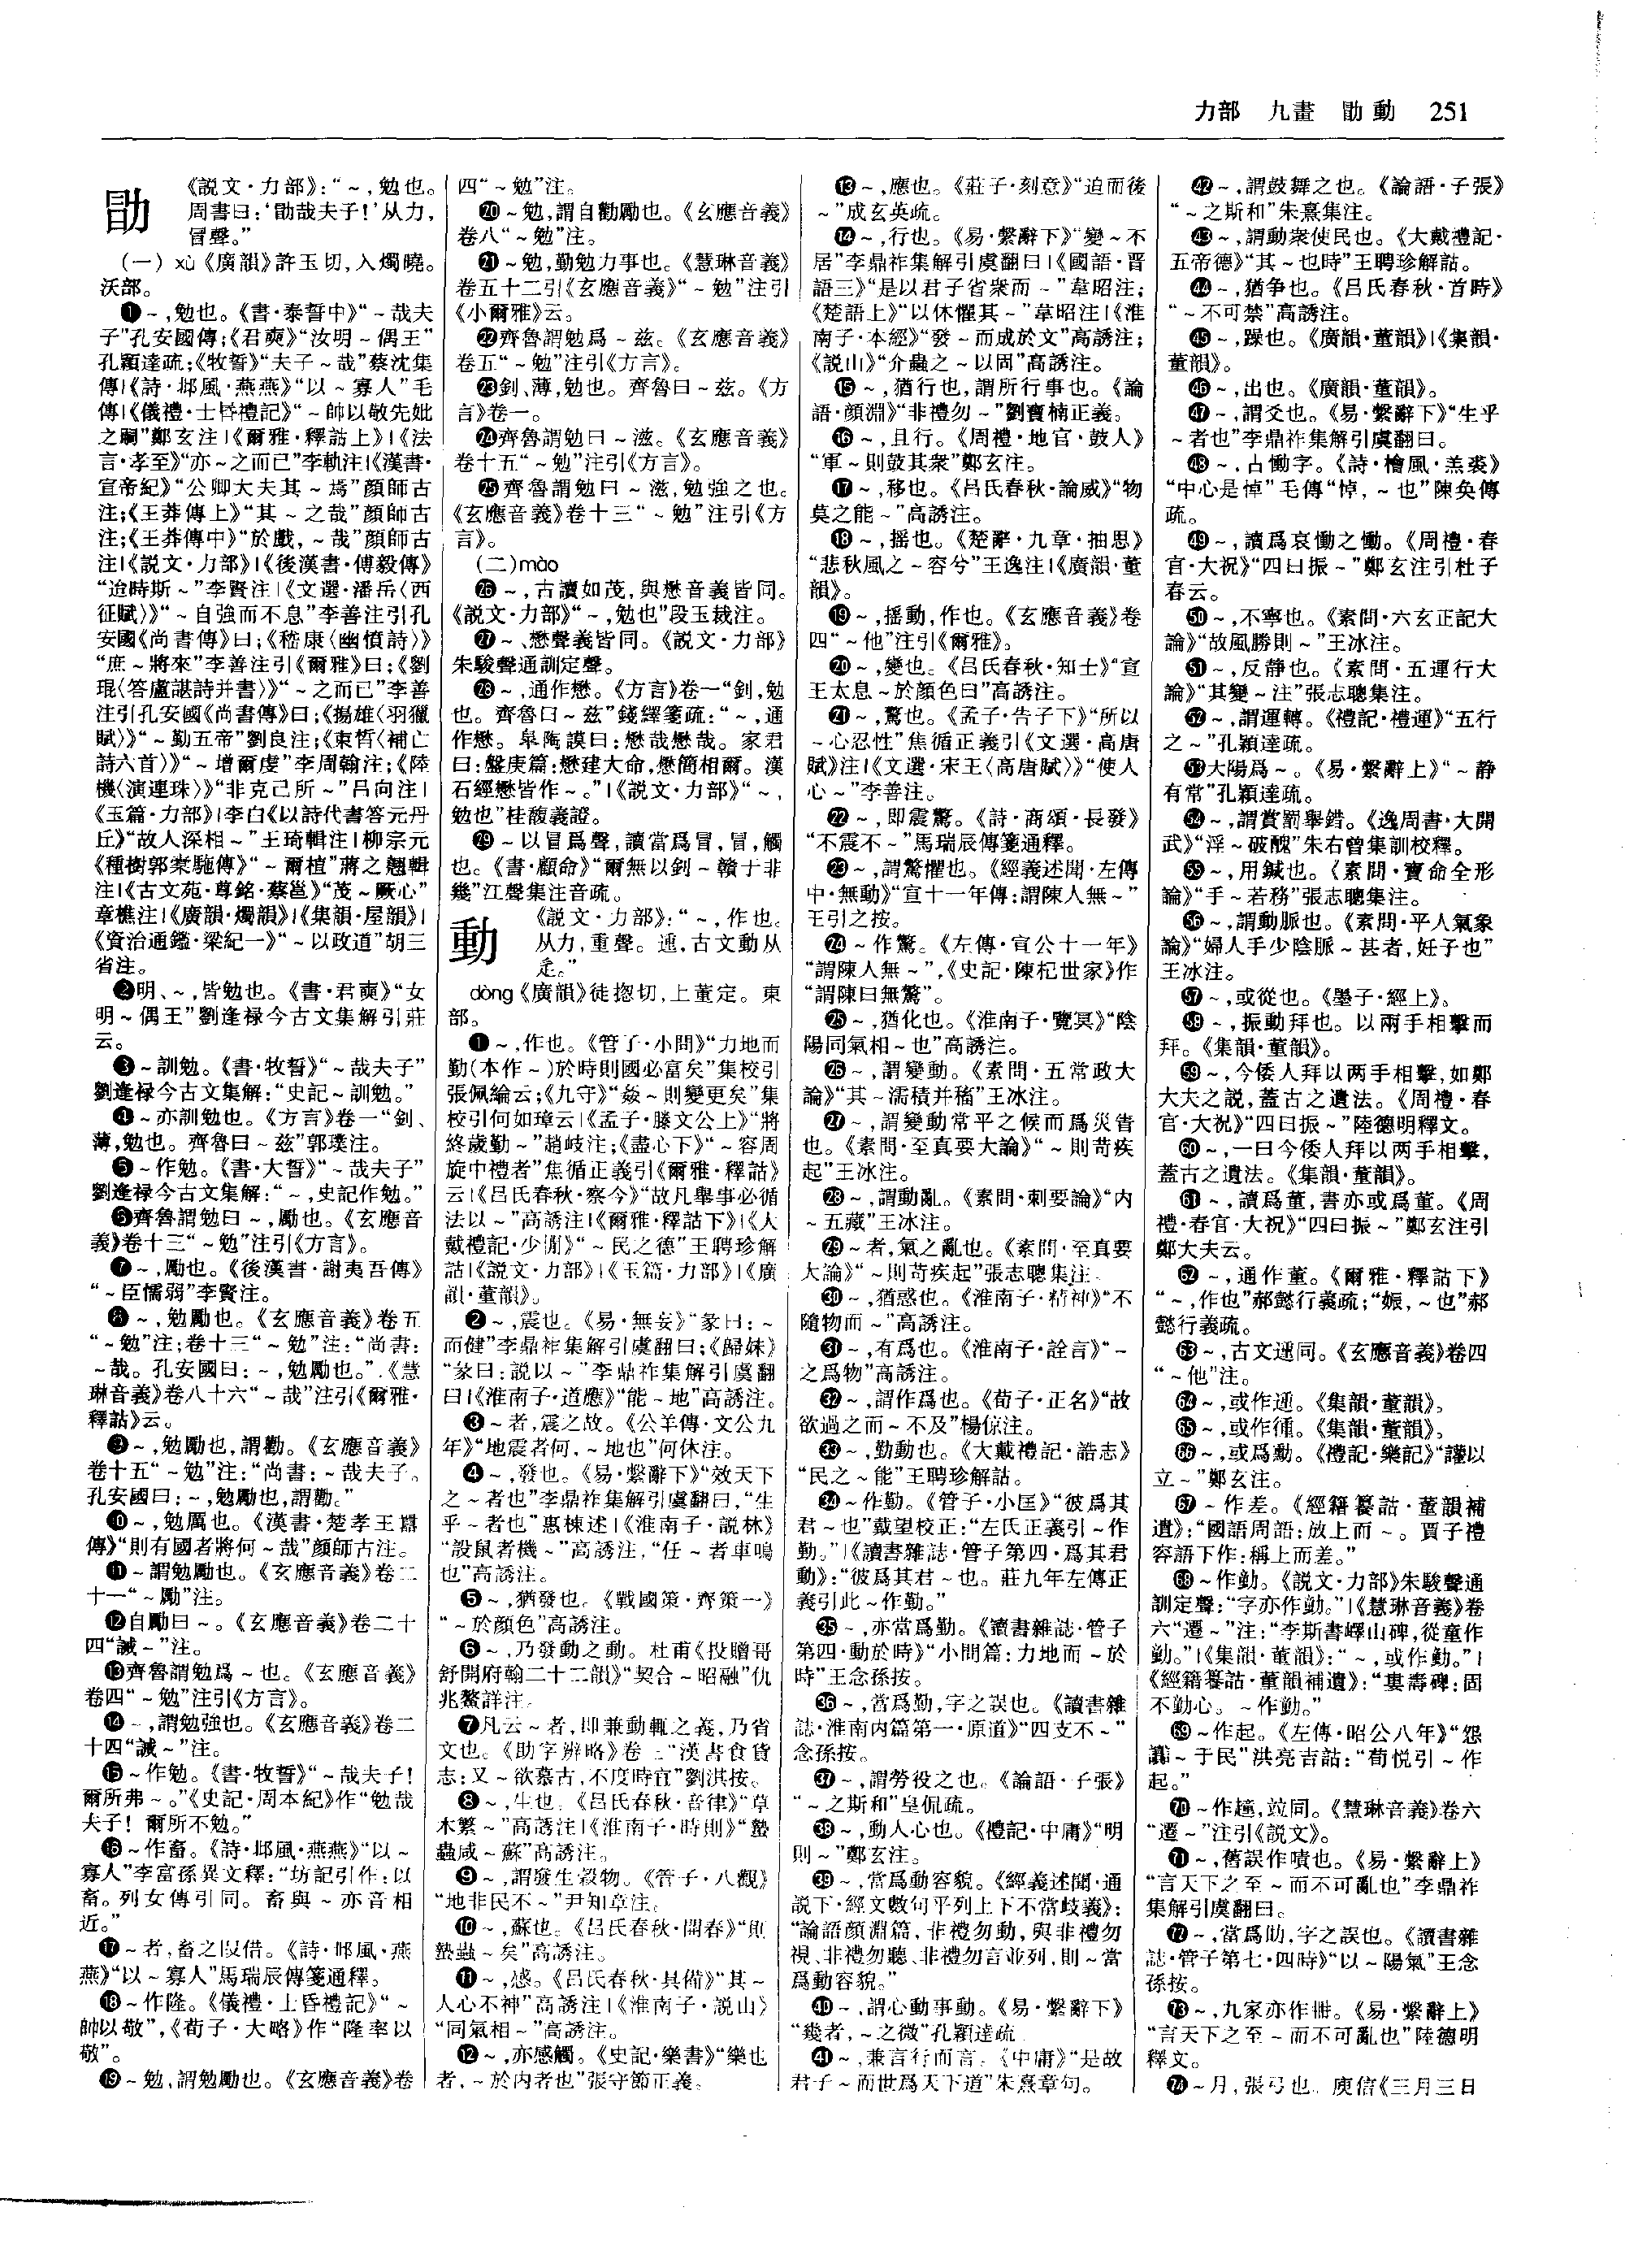 力部 九畫 勖 動 251
勖
《説文·力部》:“~,勉也。
周書曰:‘勖哉夫子!’从力,
冒聲。”
(一) xù《廣韻》許玉切,入燭曉。
沃部。
❶~,勉也。《書·泰誓中》“~哉夫
子”孔安國傳;《君奭》“汝明~偶王”
孔穎達疏;《牧誓》“夫子~哉”蔡沈集
傳|《詩·邶風·燕燕》“以~寡人”毛
傳|《儀禮·士昏禮記》“~帥以敬先妣
之嗣”鄭玄注|《爾雅·釋詁上》|《法
言·孝至》“亦~之而已”李軌注|《漢書·
宣帝紀》“公卿大夫其~焉”顔師古
注;《王莽傳上》“其~之哉”顔師古
注;《王莽傳中》“於戲,~哉”顔師古
注|《説文·力部》|《後漢書·傅毅傳》
“迨時斯~”李賢注|《文選·潘岳〈西
征賦〉》“~自強而不息”李善注引孔
安國《尚書傳》曰;《嵇康〈幽憤詩〉》
“庶~將來”李善注引《爾雅》曰;《劉
琨〈答盧諶詩并書〉》“~之而已”李善
注引孔安國《尚書傳》曰;《揚雄〈羽獵
賦〉》“~勤五帝”劉良注;《束晳〈補亡
詩六首〉》“~增爾虔”李周翰注;《陸
機〈演連珠〉》“非克己所~”吕向注|
《玉篇·力部》|李白《以詩代書答元丹
丘》“故人深相~”王琦輯注|柳宗元
《種樹郭橐駞傳》“~爾植”蔣之翹輯
注|《古文苑·尊銘·蔡邕》“茂~厥心”
章樵注|《廣韻·燭韻》|《集韻·屋韻》|
《資治通鑑·梁紀一》“~以政道”胡三
省注。
❷明、~,皆勉也。《書·君奭》“女
明~偶王”劉逢禄今古文集解引莊
云。
❸~訓勉。《書·牧誓》“~哉夫子”
劉逢禄今古文集解:“史記~訓勉。”
❹~亦訓勉也。《方言》卷一“釗、
薄,勉也。齊魯曰~兹”郭璞注。
❺~作勉。《書·大誓》“~哉夫子”
劉逢禄今古文集解:“~,史記作勉。”
❻齊魯謂勉曰~,勵也。《玄應音
義》卷十三“~勉”注引《方言》。
❼~,勵也。《後漢書·謝夷吾傳》
“~臣懦弱”李賢注。
❽~,勉勵也。《玄應音義》卷五
“~勉”注;卷十三“~勉”注:“尚書:
~哉。孔安國曰:~,勉勵也。”《慧
琳音義》卷八十六“~哉”注引《爾雅·
釋詁》云。
❾~,勉勵也,謂勸。《玄應音義》
卷十五“~勉”注:“尚書:~哉夫子。
孔安國曰:~,勉勵也,謂勸。”
❿~,勉厲也。《漢書·楚孝王囂
傳》“則有國者將何~哉”顔師古注。
⓫~謂勉勵也。《玄應音義》卷二
十一“~勵”注。
⓬自勵曰~。《玄應音義》卷二十
四“誡~”注。
⓭齊魯謂勉爲~也。《玄應音義》
卷四“~勉”注引《方言》。
⓮~,謂勉強也。《玄應音義》卷二
十四“誡~”注。
⓯~作勉。《書·牧誓》“~哉夫子!
爾所弗~。”《史記·周本紀》作“勉哉
夫子! 爾所不勉。”
⓰~作畜。《詩·邶風·燕燕》“以~
寡人”李富孫異文釋:“坊記引作:以
畜。列女傳引同。畜與~亦音相
近。”
⓱~者,畜之叚借。《詩·邶風·燕
燕》“以~寡人”馬瑞辰傳箋通釋。
⓲~作隆。《儀禮·士昏禮記》“~
帥以敬”,《荀子·大略》作“隆率以
敬”。
⓳~勉,謂勉勵也。《玄應音義》卷
四“~勉”注。
⓴~勉,謂自勸勵也。《玄應音義》
卷八“~勉”注。
㉑~勉,勤勉力事也。《慧琳音義》
卷五十二引《玄應音義》“~勉”注引
《小爾雅》云。
㉒齊魯謂勉爲~兹。《玄應音義》
卷五“~勉”注引《方言》。
㉓釗、薄,勉也。齊魯曰~兹。《方
言》卷一。
㉔齊魯謂勉曰~滋。《玄應音義》
卷十五“~勉”注引《方言》。
㉕齊魯謂勉曰~滋,勉強之也。
《玄應音義》卷十三“~勉”注引《方
言》。
(二)mào
㉖~,古讀如茂,與懋音義皆同。
《説文·力部》“~,勉也”段玉裁注。
㉗~、懋聲義皆同。《説文·力部》
朱駿聲通訓定聲。
㉘~,通作懋。《方言》卷一“釗,勉
也。齊魯曰~兹”錢繹箋疏:“~,通
作懋。臯陶謨曰:懋哉懋哉。家君
曰:盤庚篇:懋建大命,懋簡相爾。漢
石經懋皆作~。”|《説文·力部》“~,
勉也”桂馥義證。
㉙~以冒爲聲,讀當爲冒,冒,觸
也。《書·顧命》“爾無以釗~贛于非
幾”江聲集注音疏。
動
《説文·力部》:“~,作也。
从力,重聲。𨔝,古文動从
辵。”
dòng《廣韻》徒揔切,上董定。東
部。
❶~,作也。《管子·小問》“力地而
勤(本作~)於時則國必富矣”集校引
張佩綸云;《九守》“姦~則變更矣”集
校引何如璋云|《孟子·滕文公上》“將
終歲勤~”趙岐注;《盡心下》“~容周
旋中禮者”焦循正義引《爾雅·釋詁》
云|《吕氏春秋·察今》“故凡舉事必循
法以~”高誘注|《爾雅·釋詁下》|《大
戴禮記·少閒》“~民之德”王聘珍解
詁|《説文·力部》|《玉篇·力部》|《廣
韻·董韻》。
❷~,震也。《易·無妄》“彖曰:~
而健”李鼎祚集解引虞翻曰;《歸妹》
“彖曰:説以~”李鼎祚集解引虞翻
曰|《淮南子·道應》“能~地”高誘注。
❸~者,震之故。《公羊傳·文公九
年》“地震者何,~地也”何休注。
❹~,發也。《易·繫辭下》“效天下
之~者也”李鼎祚集解引虞翻曰,“生
乎~者也”惠棟述|《淮南子·説林》
“設鼠者機~”高誘注,“任~者車鳴
也”高誘注。
❺~,猶發也。《戰國策·齊策一》
“~於顔色”高誘注。
❻~,乃發動之動。杜甫《投贈哥
舒開府翰二十二韻》“契合~昭融”仇
兆鰲詳注。
❼凡云~者,即兼動輒之義,乃省
文也。《助字辨略》卷三“漢書食貨
志:又~欲慕古,不度時宜”劉淇按。
❽~,生也。《吕氏春秋·音律》“草
木繁~”高誘注|《淮南子·時則》“蟄
蟲咸~蘇”高誘注。
❾~,謂發生穀物。《管子·八觀》
“地非民不~”尹知章注。
❿~,蘇也。《吕氏春秋·開春》“則
蟄蟲~矣”高誘注。
⓫~,感。《吕氏春秋·具備》“其~
人心不神”高誘注|《淮南子·説山》
“同氣相~”高誘注。
⓬~,亦感觸。《史記·樂書》“樂也
者,~於内者也”張守節正義。
⓭~,應也。《莊子·刻意》“迫而後
~”成玄英疏。
⓮~,行也。《易·繫辭下》“變~不
居”李鼎祚集解引虞翻曰|《國語·晋
語三》“是以君子省衆而~”韋昭注;
《楚語上》“以休懼其~”韋昭注|《淮
南子·本經》“發~而成於文”高誘注;
《説山》“介蟲之~以固”高誘注。
⓯~,猶行也,謂所行事也。《論
語·顔淵》“非禮勿~”劉寶楠正義。
⓰~,且行。《周禮·地官·鼓人》
“軍~則鼓其衆”鄭玄注。
⓱~,移也。《吕氏春秋·論威》“物
莫之能~”高誘注。
⓲~,摇也。《楚辭·九章·抽思》
“悲秋風之~容兮”王逸注|《廣韻·董
韻》。
⓳~,摇動,作也。《玄應音義》卷
四“~他”注引《爾雅》。
⓴~,變也。《吕氏春秋·知士》“宣
王太息~於顔色曰”高誘注。
㉑~,驚也。《孟子·告子下》“所以
~心忍性”焦循正義引《文選·高唐
賦》注|《文選·宋玉〈高唐賦〉》“使人
心~”李善注。
㉒~,即震驚。《詩·商頌·長發》
“不震不~”馬瑞辰傳箋通釋。
㉓~,謂驚懼也。《經義述聞·左傳
中·無動》“宣十一年傳:謂陳人無~”
王引之按。
㉔~作驚。《左傳·宣公十一年》
“謂陳人無~”,《史記·陳杞世家》作
“謂陳曰無驚”。
㉕~,猶化也。《淮南子·覽冥》“陰
陽同氣相~也”高誘注。
㉖~,謂變動。《素問·五常政大
論》“其~濡積并稸”王冰注。
㉗~,謂變動常平之候而爲災眚
也。《素問·至真要大論》“~則苛疾
起”王冰注。
㉘~,謂動亂。《素問·刺要論》“内
~五藏”王冰注。
㉙~者,氣之亂也。《素問·至真要
大論》“~則苛疾起”張志聰集注。
㉚~,猶惑也。《淮南子·精神》“不
隨物而~”高誘注。
㉛~,有爲也。《淮南子·詮言》“~
之爲物”高誘注。
㉜~,謂作爲也。《荀子·正名》“故
欲過之而~不及”楊倞注。
㉝~,勤動也。《大戴禮記·誥志》
“民之~能”王聘珍解詁。
㉞~作勤。《管子·小匡》“彼爲其
君~也”戴望校正:“左氏正義引~作
勤。”|《讀書雜誌·管子第四·爲其君
動》:“彼爲其君~也。莊九年左傳正
義引此~作勤。”
㉟~,亦當爲勤。《讀書雜誌·管子
第四·動於時》“小問篇:力地而~於
時”王念孫按。
㊱~,當爲勤,字之誤也。《讀書雜
誌·淮南内篇第一·原道》“四支不~”
念孫按。
㊲~,謂勞役之也。《論語·子張》
“~之斯和”皇侃疏。
㊳~,動人心也。《禮記·中庸》“明
則~”鄭玄注。
㊴~,當爲動容貌。《經義述聞·通
説下·經文數句平列上下不當歧義》:
“論語顔淵篇,非禮勿動,與非禮勿
視、非禮勿聽、非禮勿言並列,則~當
爲動容貌。”
㊵~,謂心動事動。《易·繫辭下》
“幾者,~之微”孔穎達疏。
㊶~,兼言行而言。《中庸》“是故
君子~而世爲天下道”朱熹章句。
㊷~,謂鼓舞之也。《論語·子張》
“~之斯和”朱熹集注。
㊸~,謂動衆使民也。《大戴禮記·
五帝德》“其~也時”王聘珍解詁。
㊹~,猶争也。《吕氏春秋·首時》
“~不可禁”高誘注。
㊺~,躁也。《廣韻·董韻》|《集韻·
董韻》。
㊻~,出也。《廣韻·董韻》。
㊼~,謂爻也。《易·繫辭下》“生乎
~者也”李鼎祚集解引虞翻曰。
㊽~,古慟字。《詩·檜風·羔裘》
“中心是悼”毛傳“悼,~也”陳奂傳
疏。
㊾~,讀爲哀慟之慟。《周禮·春
官·大祝》“四曰振~”鄭玄注引杜子
春云。
㊿~,不寧也。《素問·六玄正記大
論》“故風勝則~”王冰注。
51~,反静也。《素問·五運行大
論》“其變~注”張志聰集注。
52~,謂運轉。《禮記·禮運》“五行
之~”孔穎達疏。
53大陽爲~。《易·繫辭上》“~静
有常”孔穎達疏。
54~,謂賞罰舉錯。《逸周書·大開
武》“淫~破醜”朱右曾集訓校釋。
55~,用鍼也。《素問·寶命全形
論》“手~若務”張志聰集注。
56~,謂動脈也。《素問·平人氣象
論》“婦人手少陰脈~甚者,妊子也”
王冰注。
57~,或從也。《墨子·經上》。
58~,振動拜也。以兩手相擊而
拜。《集韻·董韻》。
59~,今倭人拜以两手相擊,如鄭
大夫之説,蓋古之遺法。《周禮·春
官·大祝》“四曰振~”陸德明釋文。
60~,一曰今倭人拜以两手相擊,
蓋古之遺法。《集韻·董韻》。
61~,讀爲董,書亦或爲董。《周
禮·春官·大祝》“四曰振~”鄭玄注引
鄭大夫云。
62~,通作董。《爾雅·釋詁下》
“~,作也”郝懿行義疏;“娠,~也”郝
懿行義疏。
63~,古文𨔝同。《玄應音義》卷四
“~他”注。
64~,或作𨔝。《集韻·董韻》。
65~,或作㣫。《集韻·董韻》。
66~,或爲勳。《禮記·樂記》“讙以
立~”鄭玄注。
67~作差。《經籍籑詁·董韻補
遺》:“國語周語:放上而~。賈子禮
容語下作:稱上而差。”
68~作勭。《説文·力部》朱駿聲通
訓定聲:“字亦作勭。”|《慧琳音義》卷
六“遷~”注:“李斯書嶧山碑,從童作
勭。”|《集韻·董韻》:“~,或作勭。”|
《經籍籑詁·董韻補遺》:“婁壽碑:固
不勭心。~作勭。”
69~作起。《左傳·昭公八年》“怨
讟~于民”洪亮吉詁:“荀悦引~作
起。”
70~作𧽿,竝同。《慧琳音義》卷六
“遷~”注引《説文》。
71~,舊誤作嘖也。《易·繫辭上》
“言天下之至~而不可亂也”李鼎祚
集解引虞翻曰。
72~,當爲助,字之誤也。《讀書雜
誌·管子第七·四時》“以~陽氣”王念
孫按。
73~,九家亦作冊。《易·繫辭上》
“言天下之至~而不可亂也”陸德明
釋文。
74~月,張弓也。庾信《三月三日